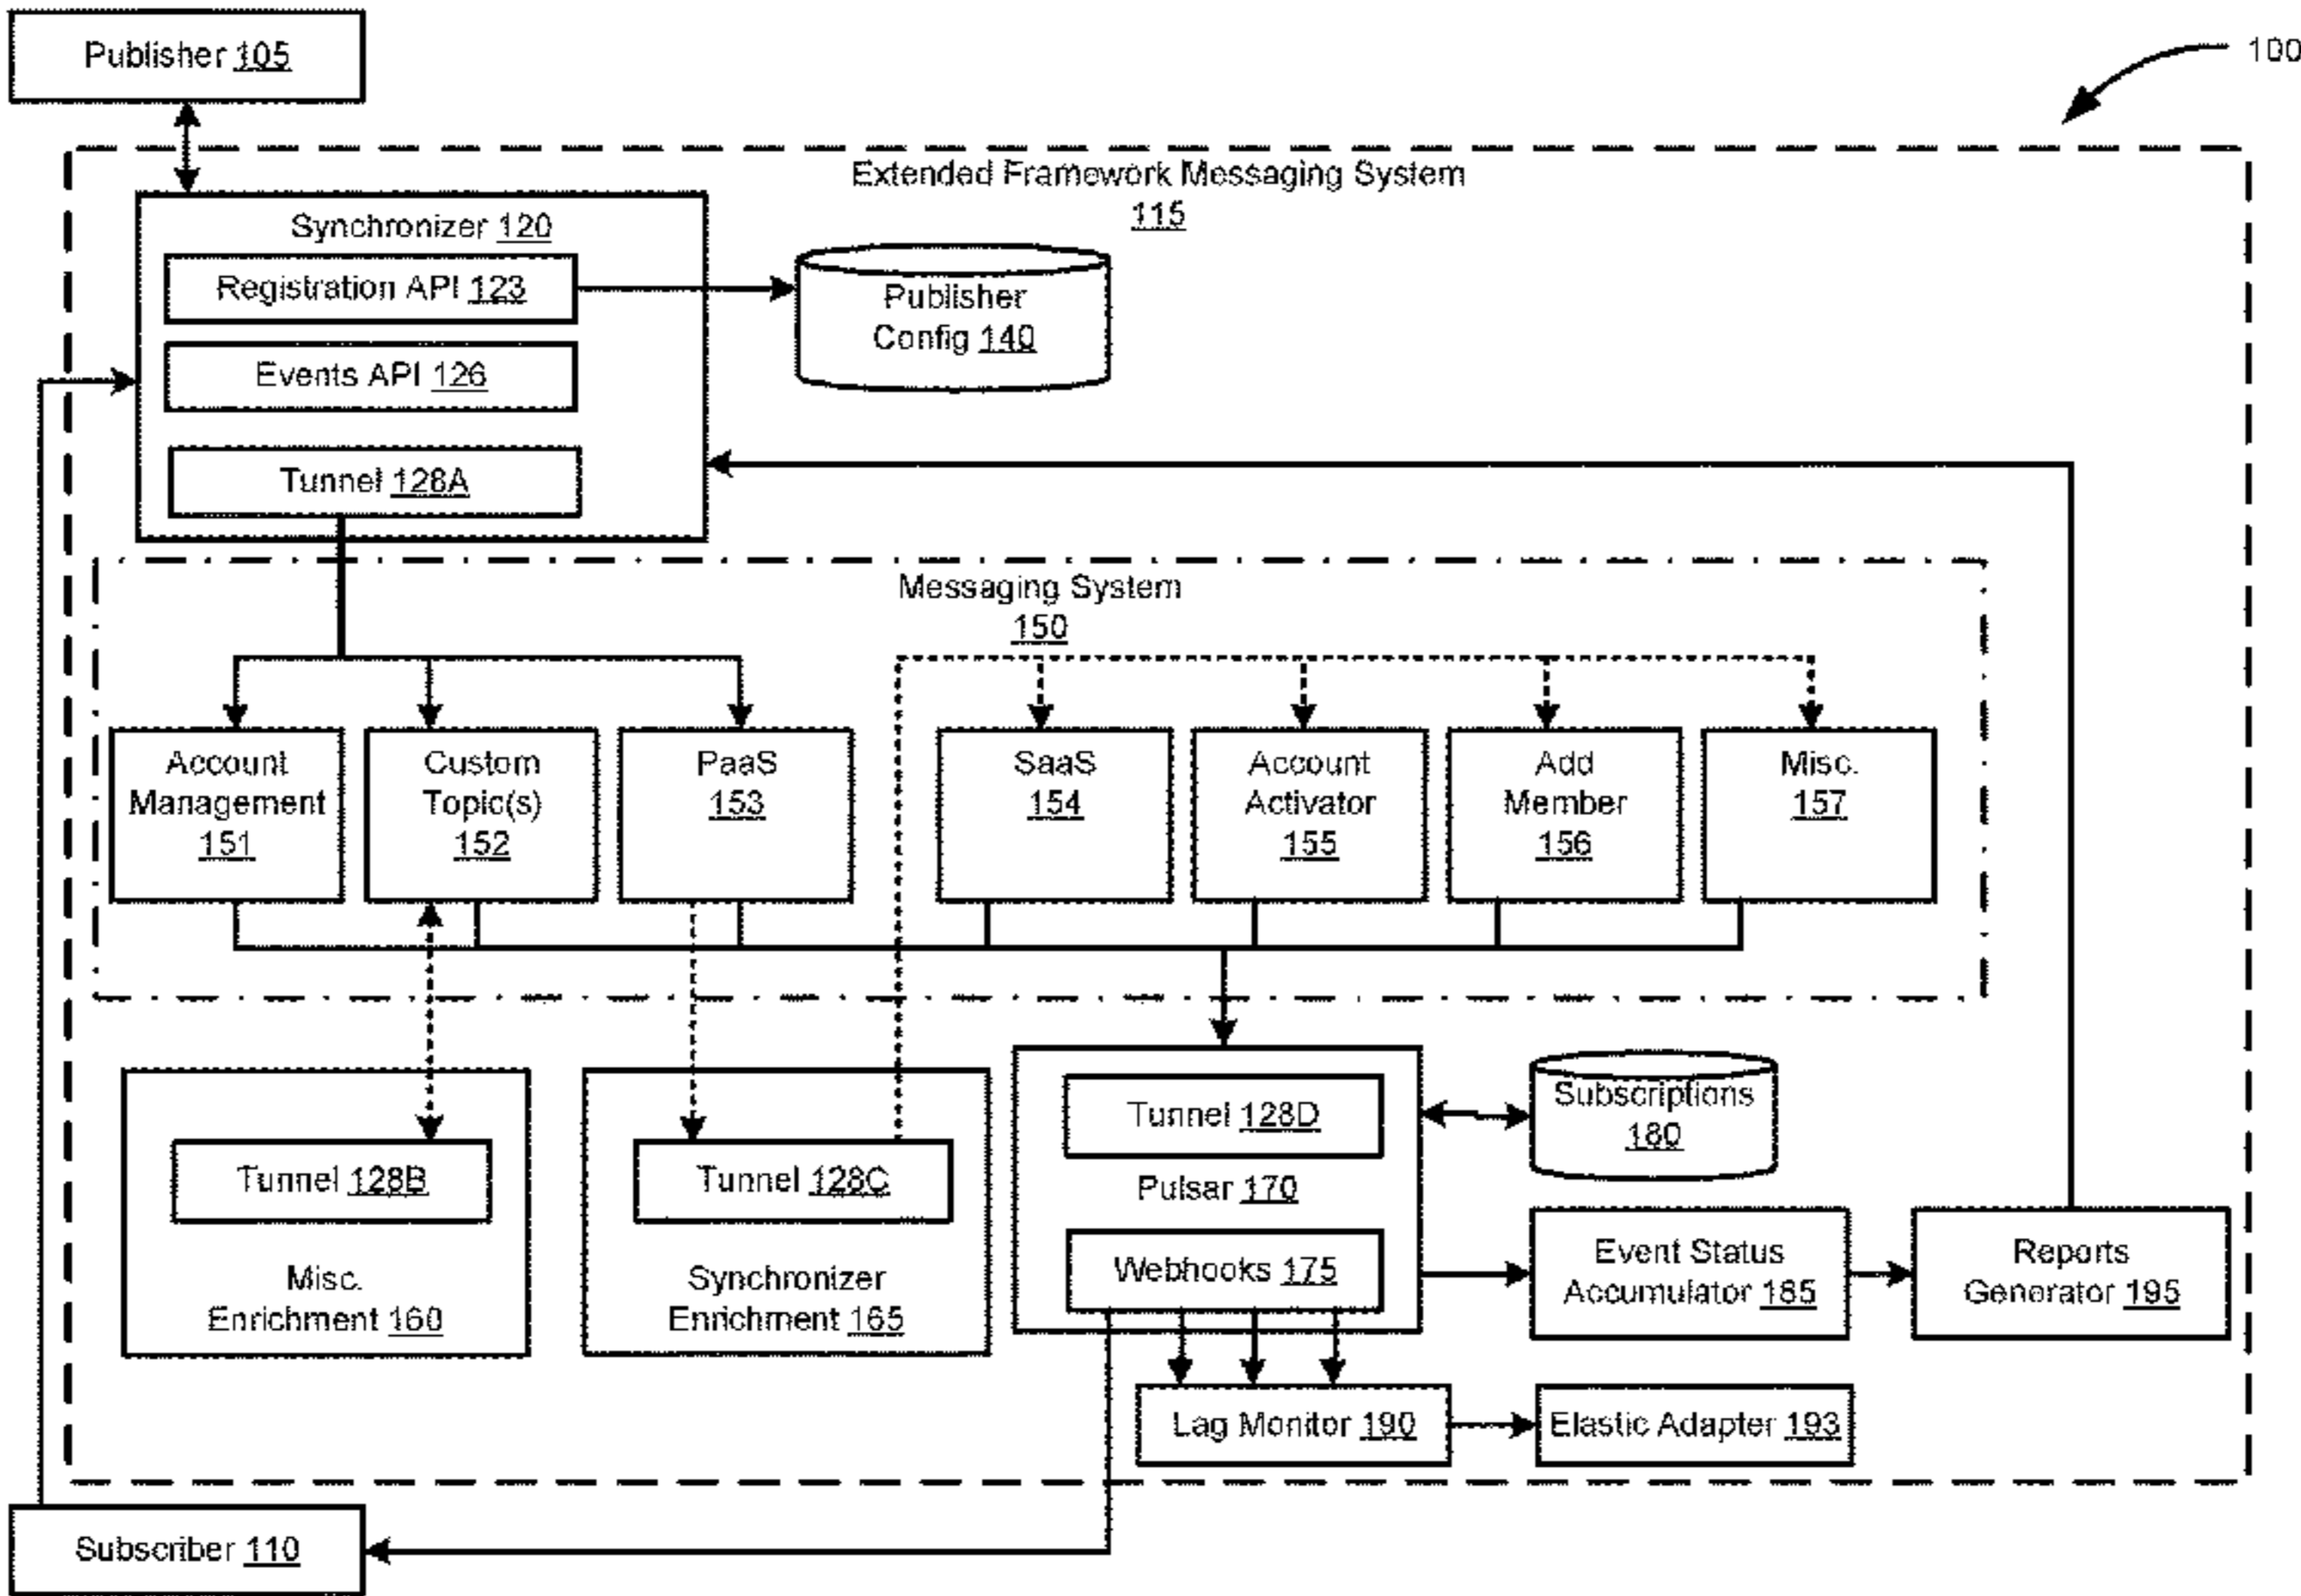 Publisher 105
100
Extended Framework Messaging System
115
Synchronizer 120
Registration API 123
Events API 126
Tunnel 128A
Publisher
Config 140
Messaging System
150
Account
Management
151
Custom
Topic(s)
152
PaaS
153
SaaS
154
Account
Activator
155
Add
Member
156
Misc.
157
Tunnel 128B
Misc.
Enrichment 160
Tunnel 128C
Synchronizer
Enrichment 165
Tunnel 128D
Pulsar 170
Webhooks 175
Subscriptions
180
Event Status
Accumulator 185
Reports
Generator 195
Lag Monitor 190
Elastic Adapter 193
Subscriber 110